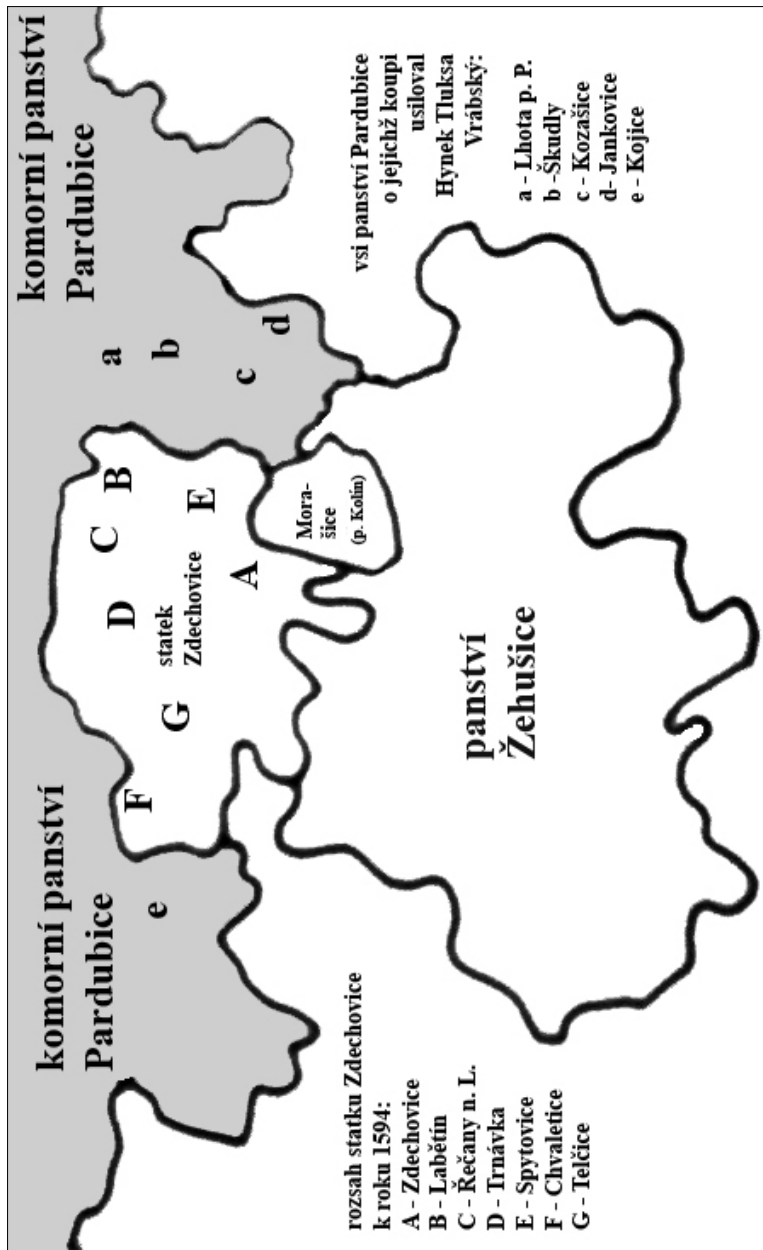 komorní panství
Pardubice
komorní panství
Pardubice
e
F
G
D
C
B
statek
Zdechovice
A
E
a
b
c
d
Mora-
šice
(p. Kolín)
panství
Žehušice
rozsah statku Zdechovice
k roku 1594:
A - Zdechovice
B - Labětín
C - Řečany n. L.
D - Trnávka
E - Spytovice
F - Chvaletice
G - Telčice
vsi panství Pardubice
o jejichž koupi
usiloval
Hynek Tluksa
Vrábský:
a - Lhota p. P.
b -Škudly
c - Kozašice
d- Jankovice
e - Kojice